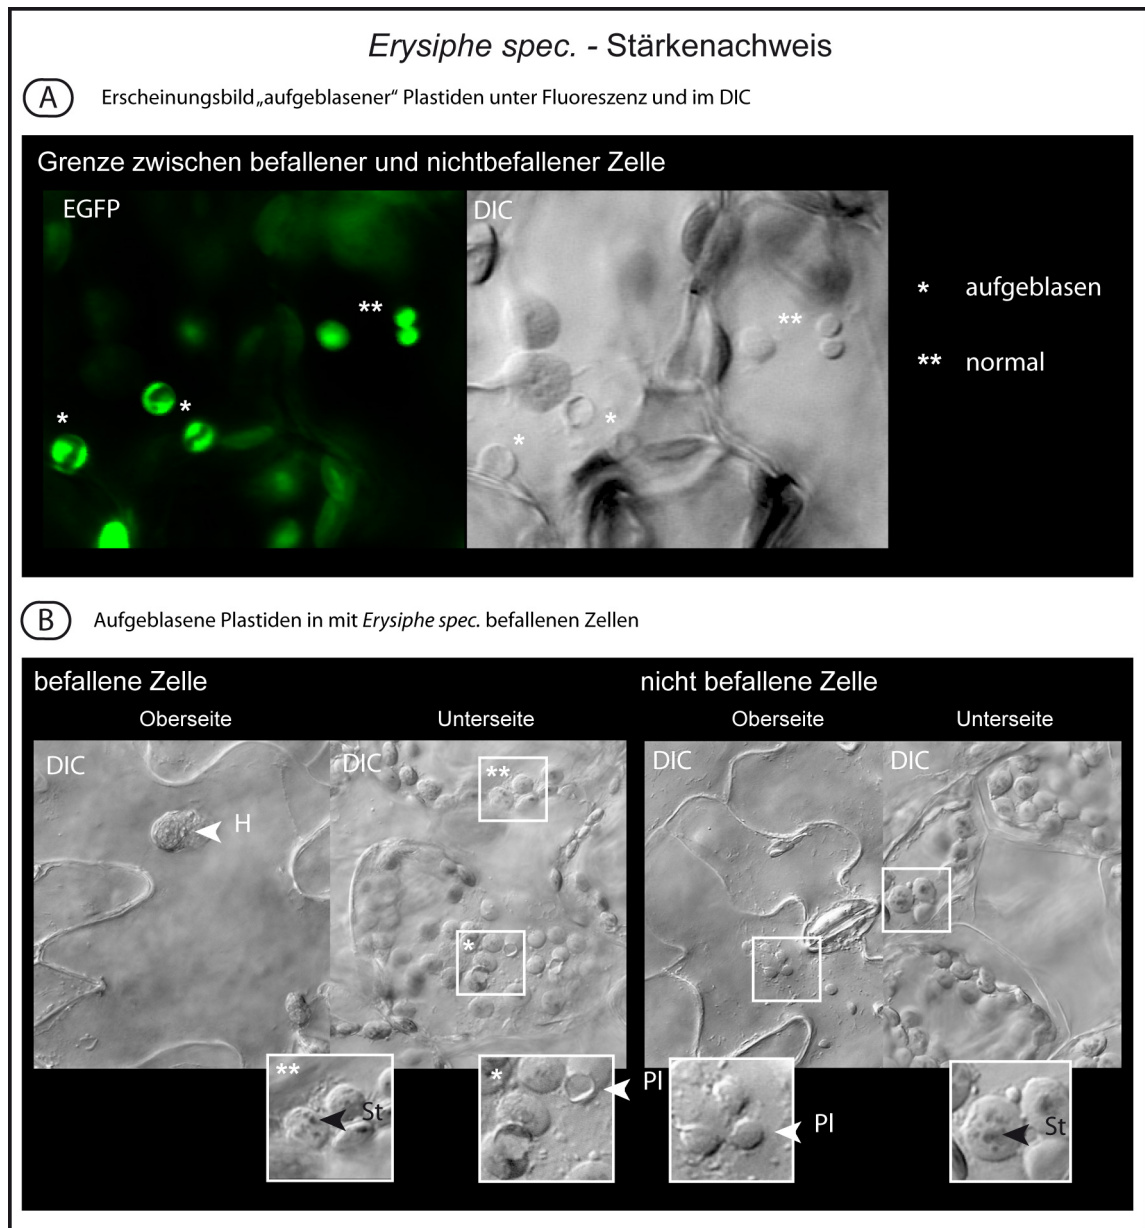 Erysiphe spec. - Stärkenachweis
A
Erscheinungsbild„aufgeblasener“ Plastiden unter Fluoreszenz und im DIC
Grenze zwischen befallener und nichtbefallener Zelle
EGFP
DIC
**
**
*
*
*
*
* aufgeblasen
** normal
B
Aufgeblasene Plastiden in mit Erysiphe spec. befallenen Zellen
befallene Zelle
nicht befallene Zelle
Oberseite
Unterseite
Oberseite
Unterseite
DIC
DIC
DIC
DIC
**
H
*
**
St
*
Pl
Pl
St